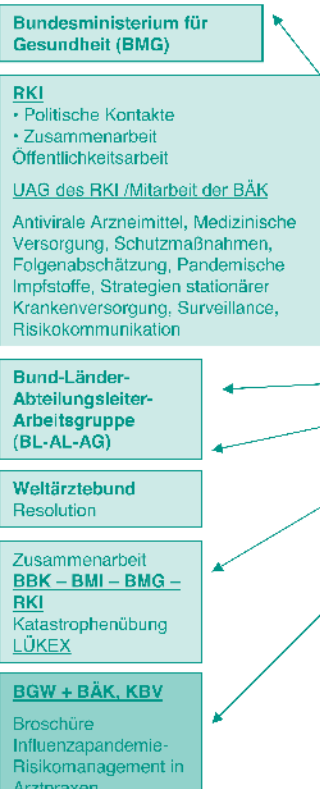 Bundesministerium für
Gesundheit (BMG)
RKI
• Politische Kontakte
• Zusammenarbeit
Öffentlichkeitsarbeit
UAG des RKI /Mitarbeit der BÄK
Antivirale Arzneimittel, Medizinische
Versorgung, Schutzmaßnahmen,
Folgenabschätzung, Pandemische
Impfstoffe, Strategien stationärer
Krankenversorgung, Surveillance,
Risikokommunikation
Bund-Länder-
Abteilungsleiter-
Arbeitsgruppe
(BL-AL-AG)
Weltärztebund
Resolution
Zusammenarbeit
BBK – BMI – BMG –
RKI
Katastrophenübung
LÜKEX
BGW + BÄK, KBV
Broschüre
Influenzapandemie-
Risikomanagement in
Arztpraxen